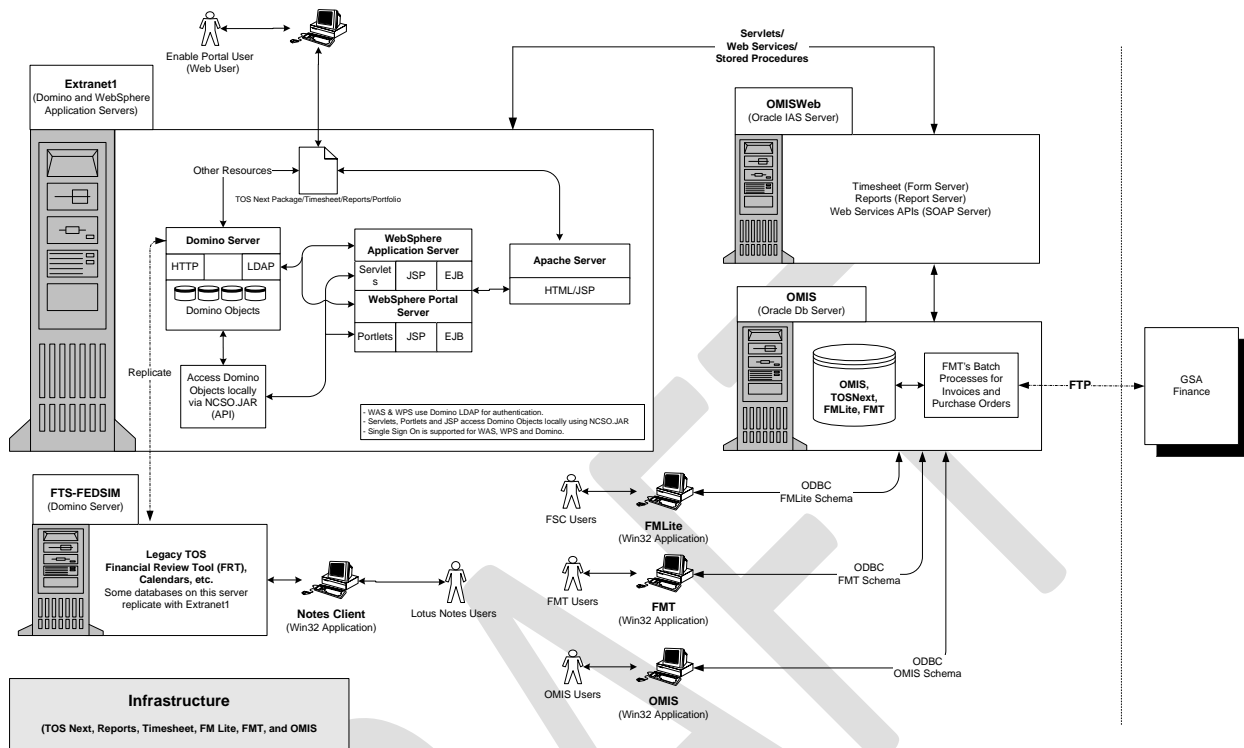 Enable Portal User
(Web User)
Servlets/
Web Services/
Stored Procedures
Extranet1
(Domino and WebSphere
Application Servers)
OMISWeb
(Oracle IAS Server)
Other Resources
TOS Next Package/Timesheet/Reports/Portfolio
Timesheet (Form Server)
Reports (Report Server)
Web Services APIs (SOAP Server)
Domino Server
HTTP
LDAP
Domino Objects
WebSphere
Application Server
Servlet
s
JSP
EJB
WebSphere Portal
Server
Portlets
JSP
EJB
Apache Server
HTML/JSP
OMIS
(Oracle Db Server)
Replicate
Access Domino
Objects locally
via NCSO.JAR
(API)
OMIS,
TOSNext,
FMLite, FMT
FMT's Batch
Processes for
Invoices and
Purchase Orders
FTP
GSA
Finance
- WAS & WPS use Domino LDAP for authentication.
- Servlets, Portlets and JSP access Domino Objects locally using NCSO.JAR
- Single Sign On is supported for WAS, WPS and Domino.
FTS-FEDSIM
(Domino Server)
Legacy TOS
Financial Review Tool (FRT),
Calendars, etc.
Some databases on this server
replicate with Extranet1
Notes Client
(Win32 Application)
Lotus Notes Users
FSC Users
FMLite
(Win32 Application)
ODBC
FMLite Schema
FMT Users
FMT
(Win32 Application)
ODBC
FMT Schema
OMIS Users
OMIS
(Win32 Application)
ODBC
OMIS Schema
Infrastructure
(TOS Next, Reports, Timesheet, FM Lite, FMT, and OMIS
DRAFT